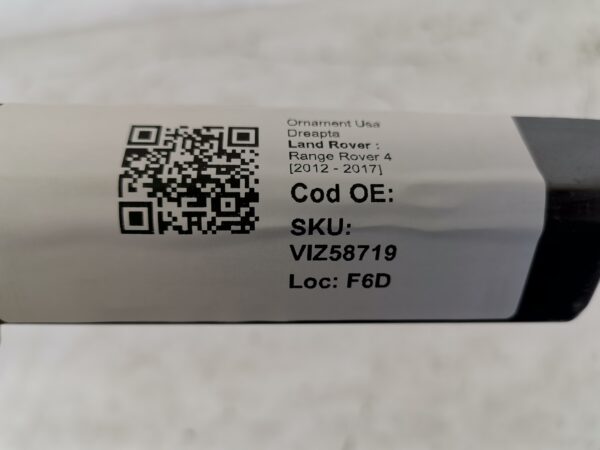 Ornament Usa
Dreapta
Land Rover :
Range Rover 4
[2012 - 2017]
Cod OE:
SKU:
VIZ58719
Loc: F6D